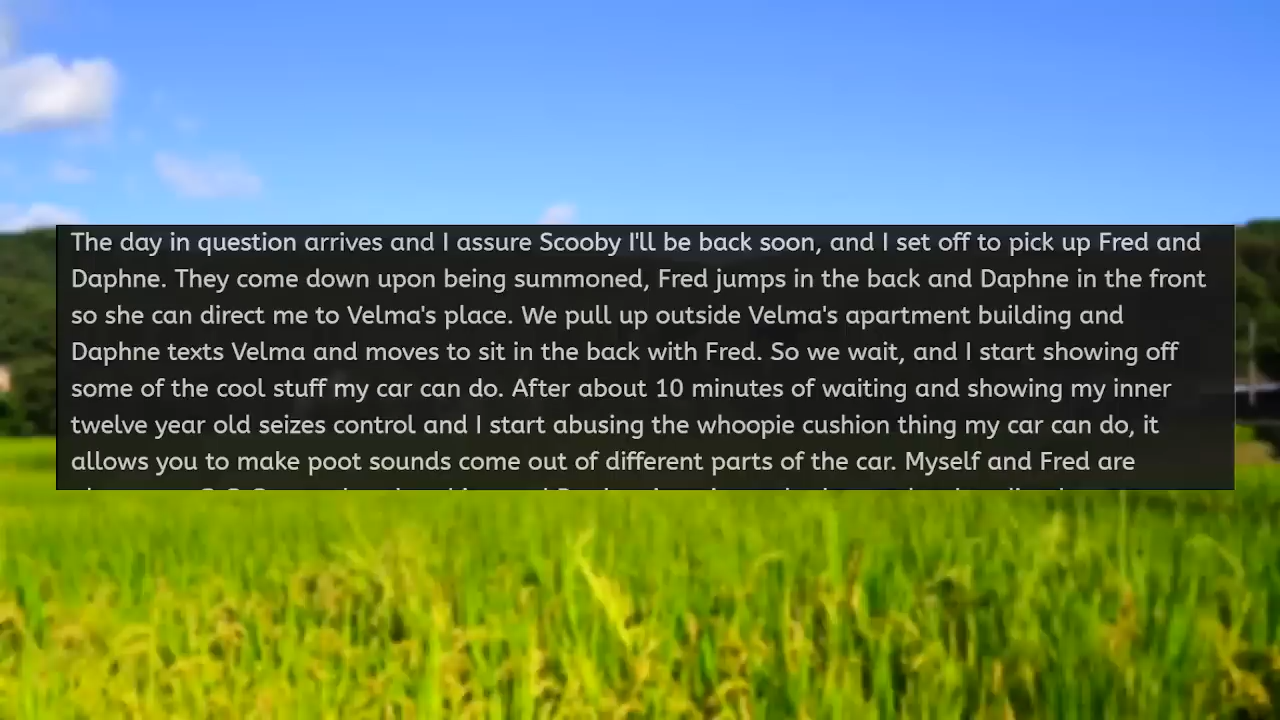 The day in question arrives and I assure Scooby I'll be back soon, and I set off to pick up Fred and
Daphne. They come down upon being summoned, Fred jumps in the back and Daphne in the front
so she can direct me to Velma's place. We pull up outside Velma's apartment building and
Daphne texts Velma and moves to sit in the back with Fred. So we wait, and I start showing off
some of the cool stuff my car can do. After about 10 minutes of waiting and showing my inner
twelve year old seizes control and I start abusing the whoopie cushion thing my car can do, it
allows you to make poot sounds come out of different parts of the car. Myself and Fred are